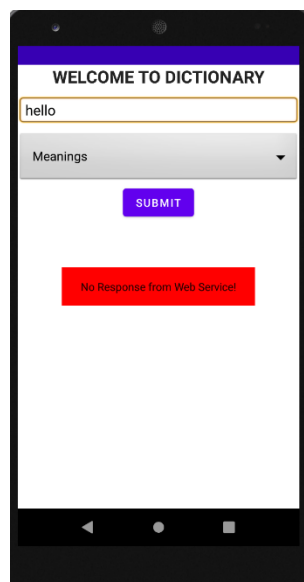 WELCOME TO DICTIONARY
hello
Meanings
SUBMIT
No Response from Web Service!